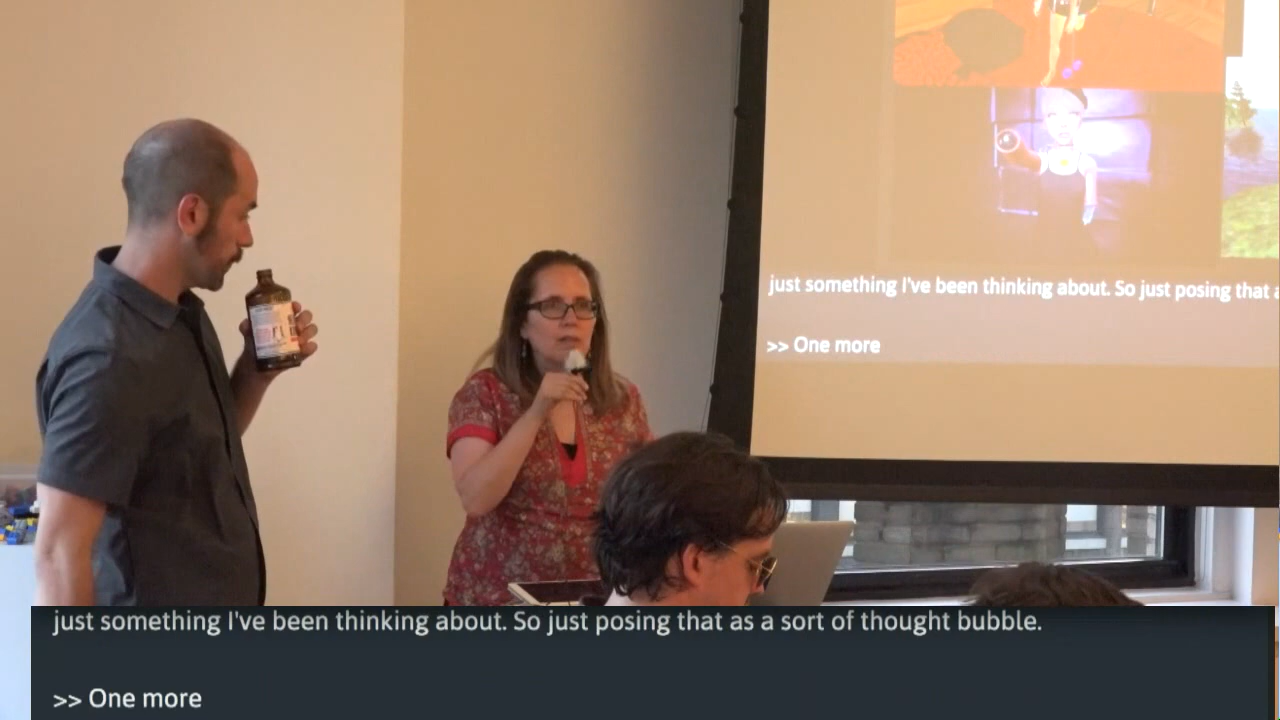 just something I've been thinking about. So just posing that a
>> One more
just something I've been thinking about. So just posing that as a sort of thought bubble.
>> One more